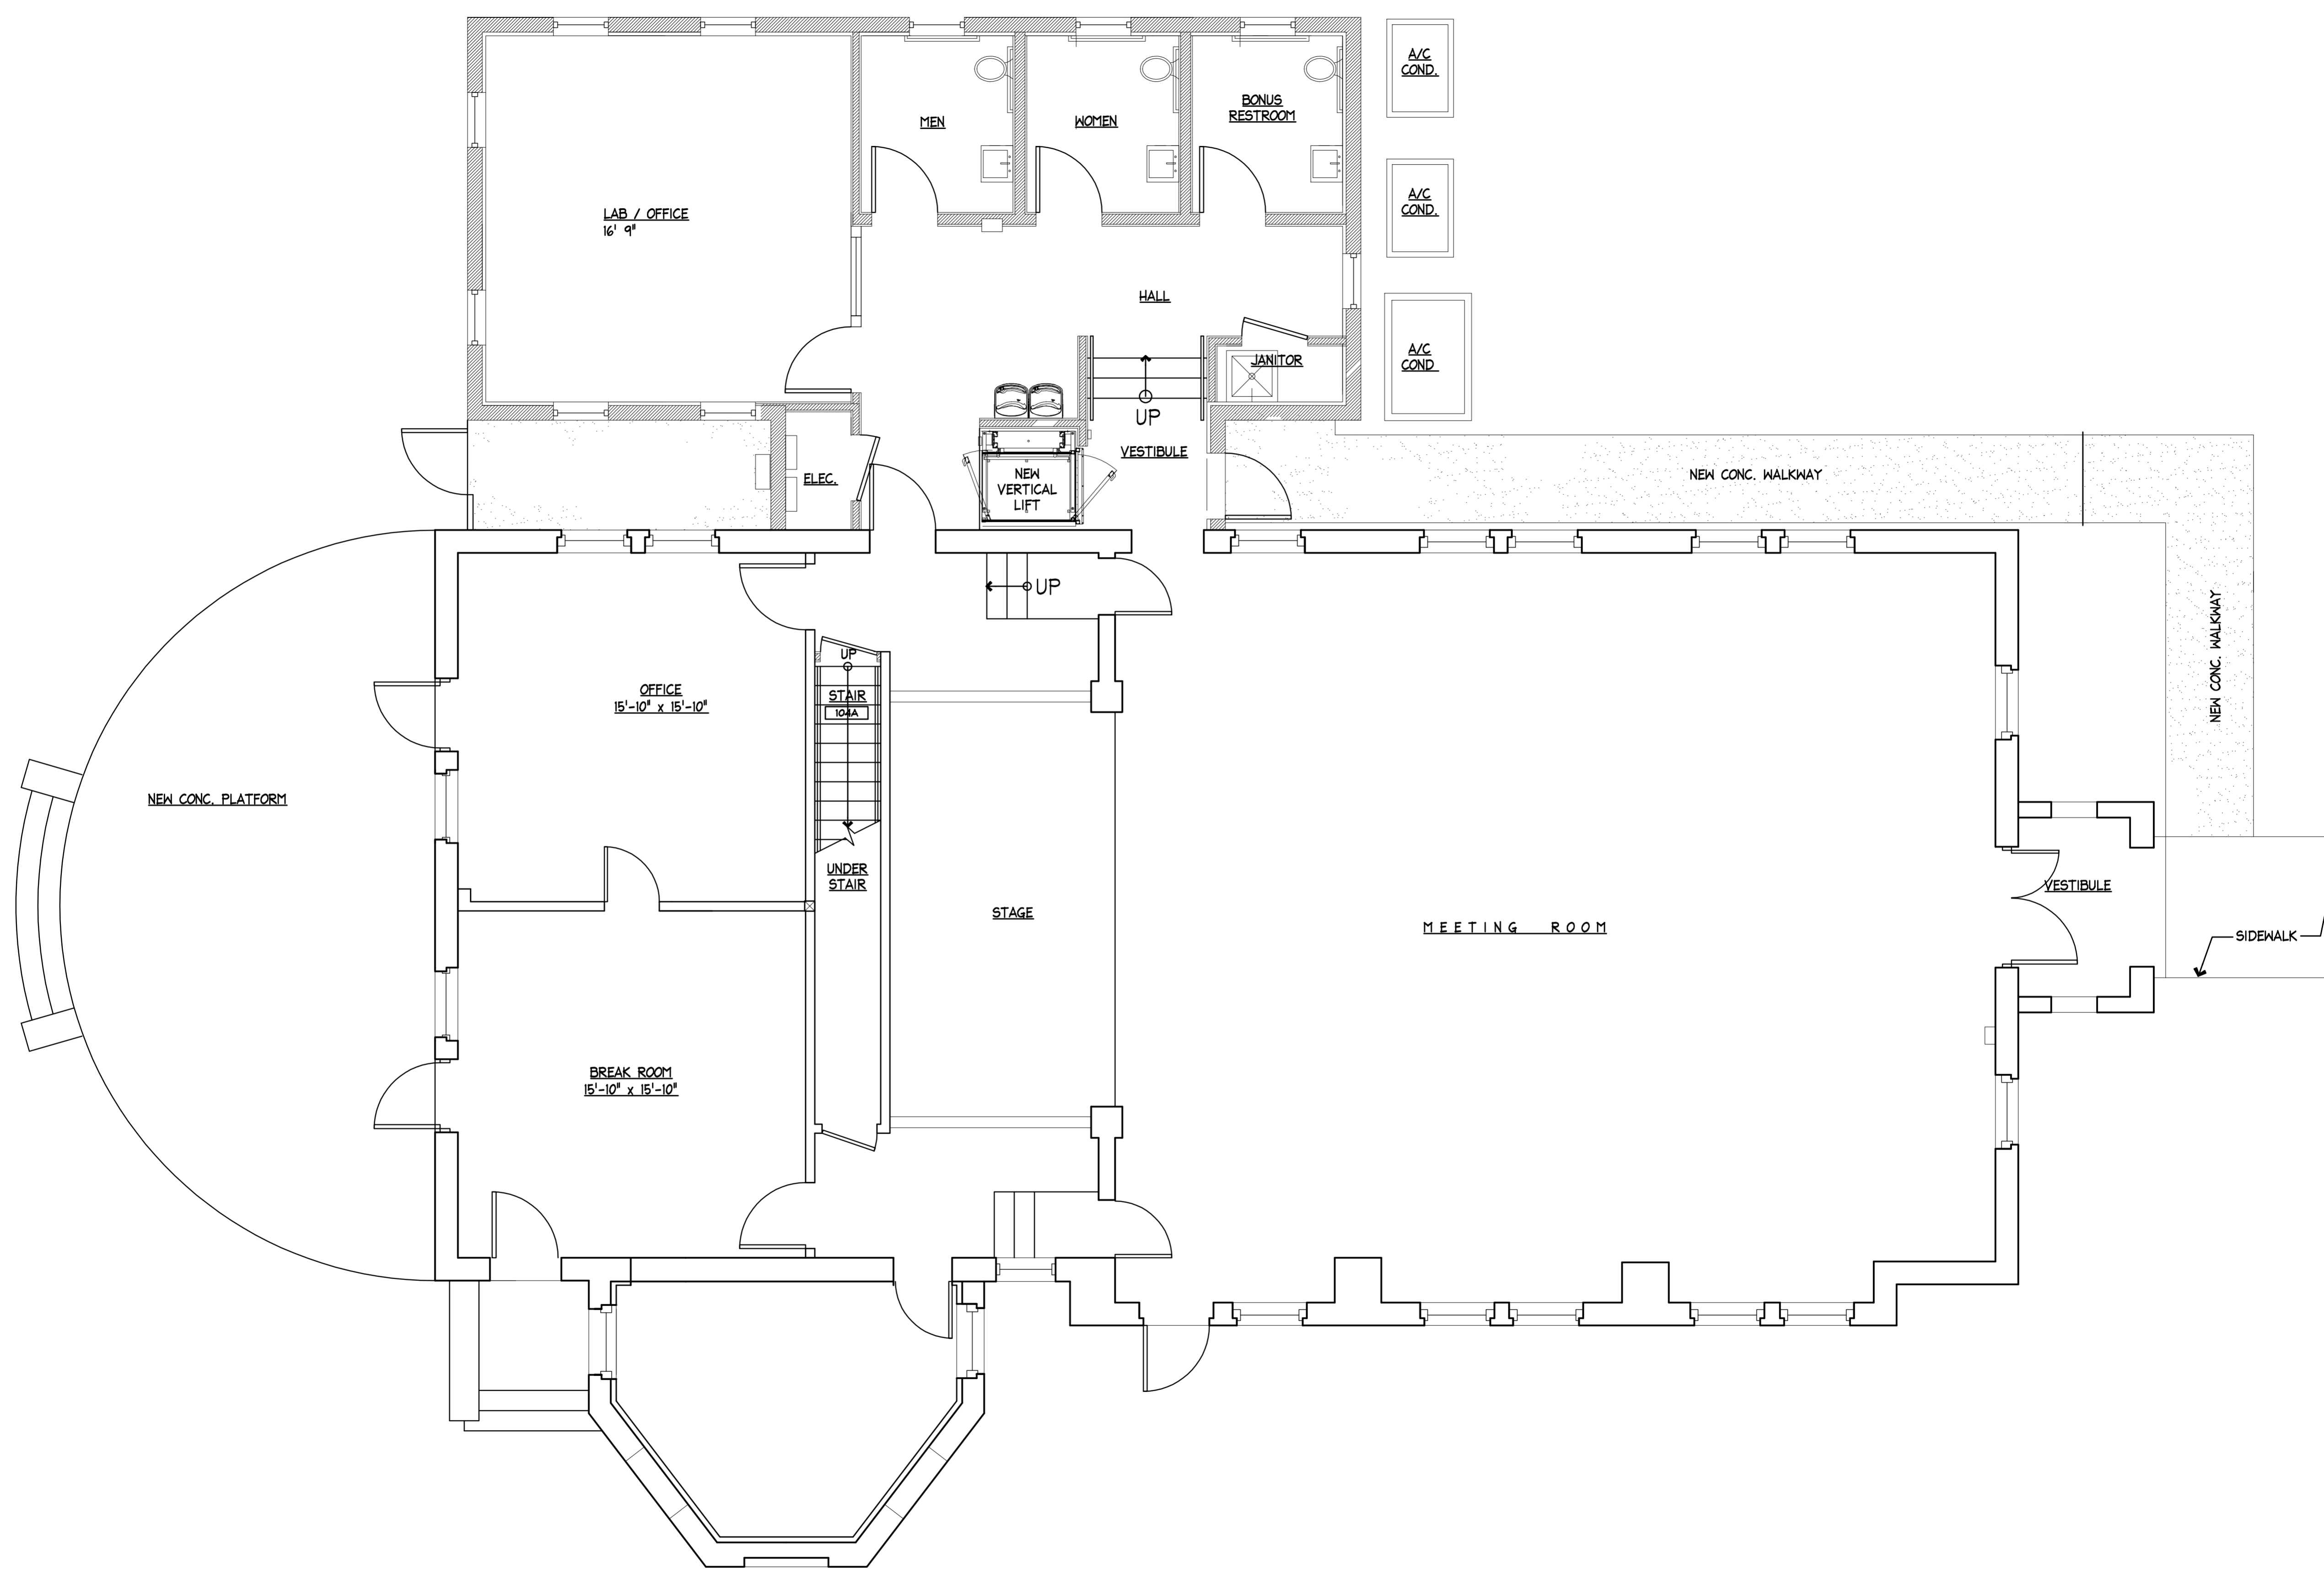 A/C
COND.
MEN
WOMEN
BONUS
RESTROOM
A/C
COND.
LAB / OFFICE
16' 9"
HALL
JANITOR
A/C
COND
UP
VESTIBULE
ELEC.
NEW
VERTICAL
LIFT
NEW CONC. WALKWAY
UP
NEW CONC. WALKWAY
UP
STAIR
104A
OFFICE
15'-10" x 15'-10"
NEW CONC. PLATFORM
UNDER
STAIR
STAGE
MEETING ROOM
VESTIBULE
SIDEWALK
BREAK ROOM
15'-10" x 15'-10"